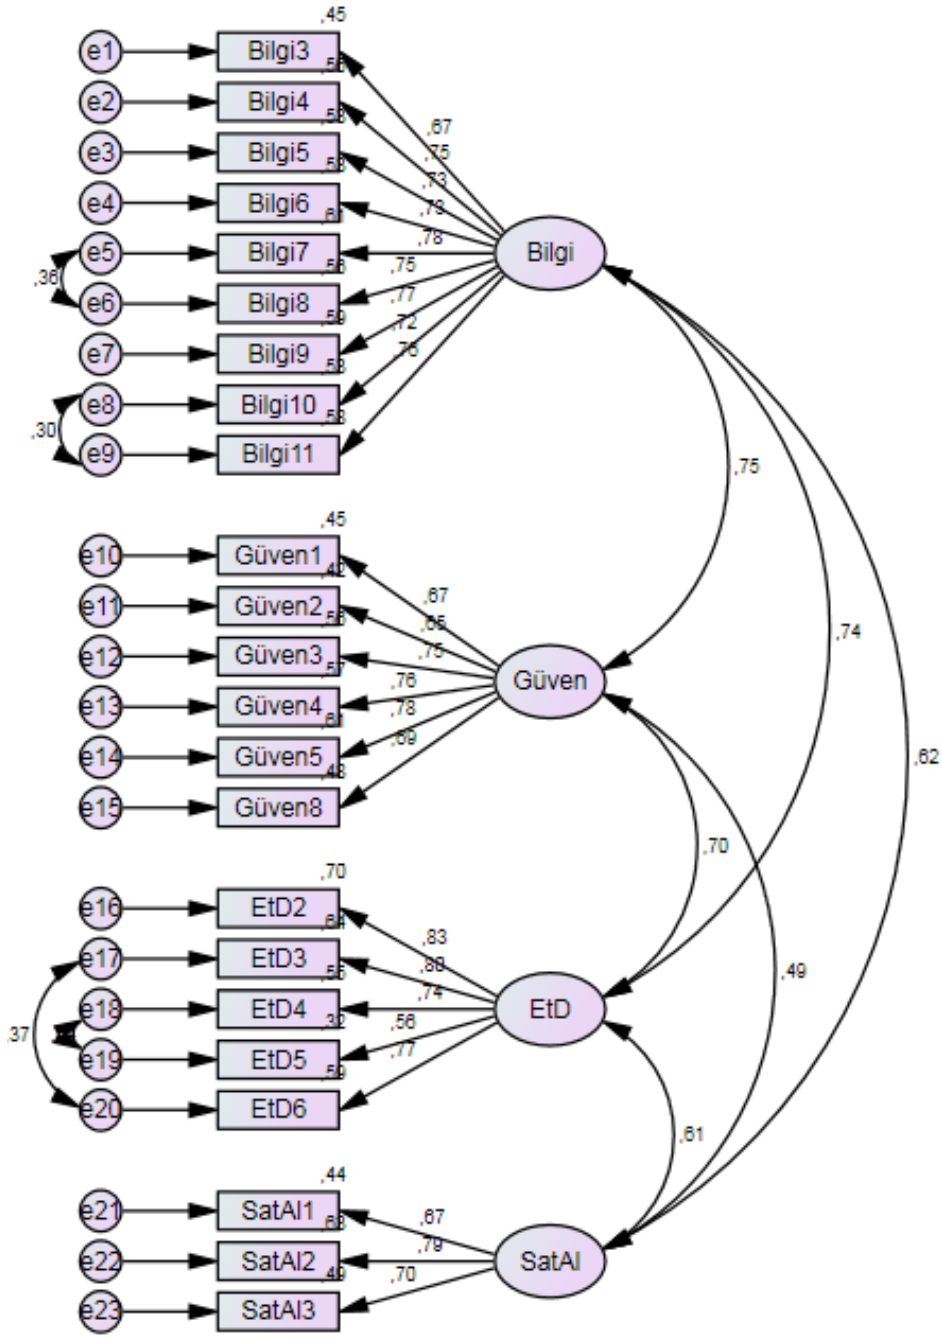 ,45
e1 Bilgi3
e2 Bilgi4
e3 Bilgi5
e4 Bilgi6
e5 Bilgi7
e6 Bilgi8
e7 Bilgi9
e8 Bilgi10
e9 Bilgi11
,36
,30
,67
,75
,73
,73
,78
,75
,77
,72
,76
Bilgi
,75
,74
,62
,45
e10 Güven1
e11 Güven2
e12 Güven3
e13 Güven4
e14 Güven5
e15 Güven8
,67
,65
,75
,76
,78
,69
Güven
,70
,49
,70
e16 EtD2
e17 EtD3
e18 EtD4
e19 EtD5
e20 EtD6
,37
,83
,80
,74
,56
,77
EtD
,61
,44
e21 SatAl1
e22 SatAl2
e23 SatAl3
,67
,79
,70
SatAl